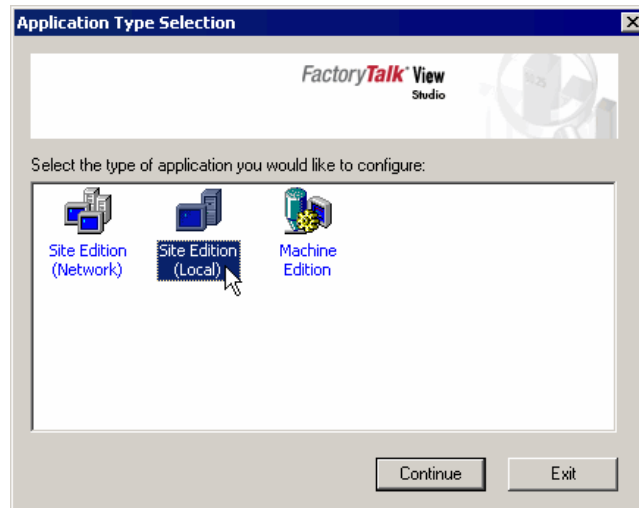 Application Type Selection
FactoryTalk View
Studio
Select the type of application you would like to configure:
Site Edition
(Network)
Site Edition
(Local)
Machine
Edition
Continue
Exit